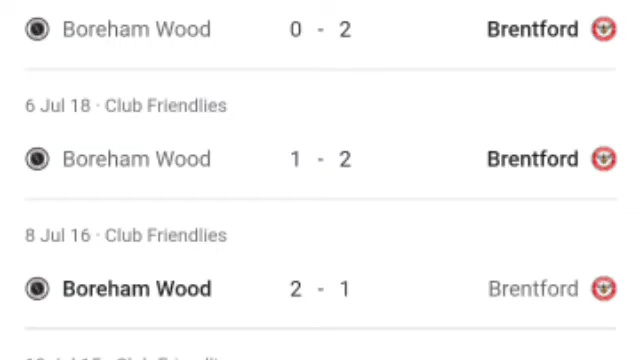 Boreham Wood 0 - 2 Brentford
6 Jul 18 · Club Friendlies
Boreham Wood 1 - 2 Brentford
8 Jul 16 · Club Friendlies
Boreham Wood 2 - 1 Brentford